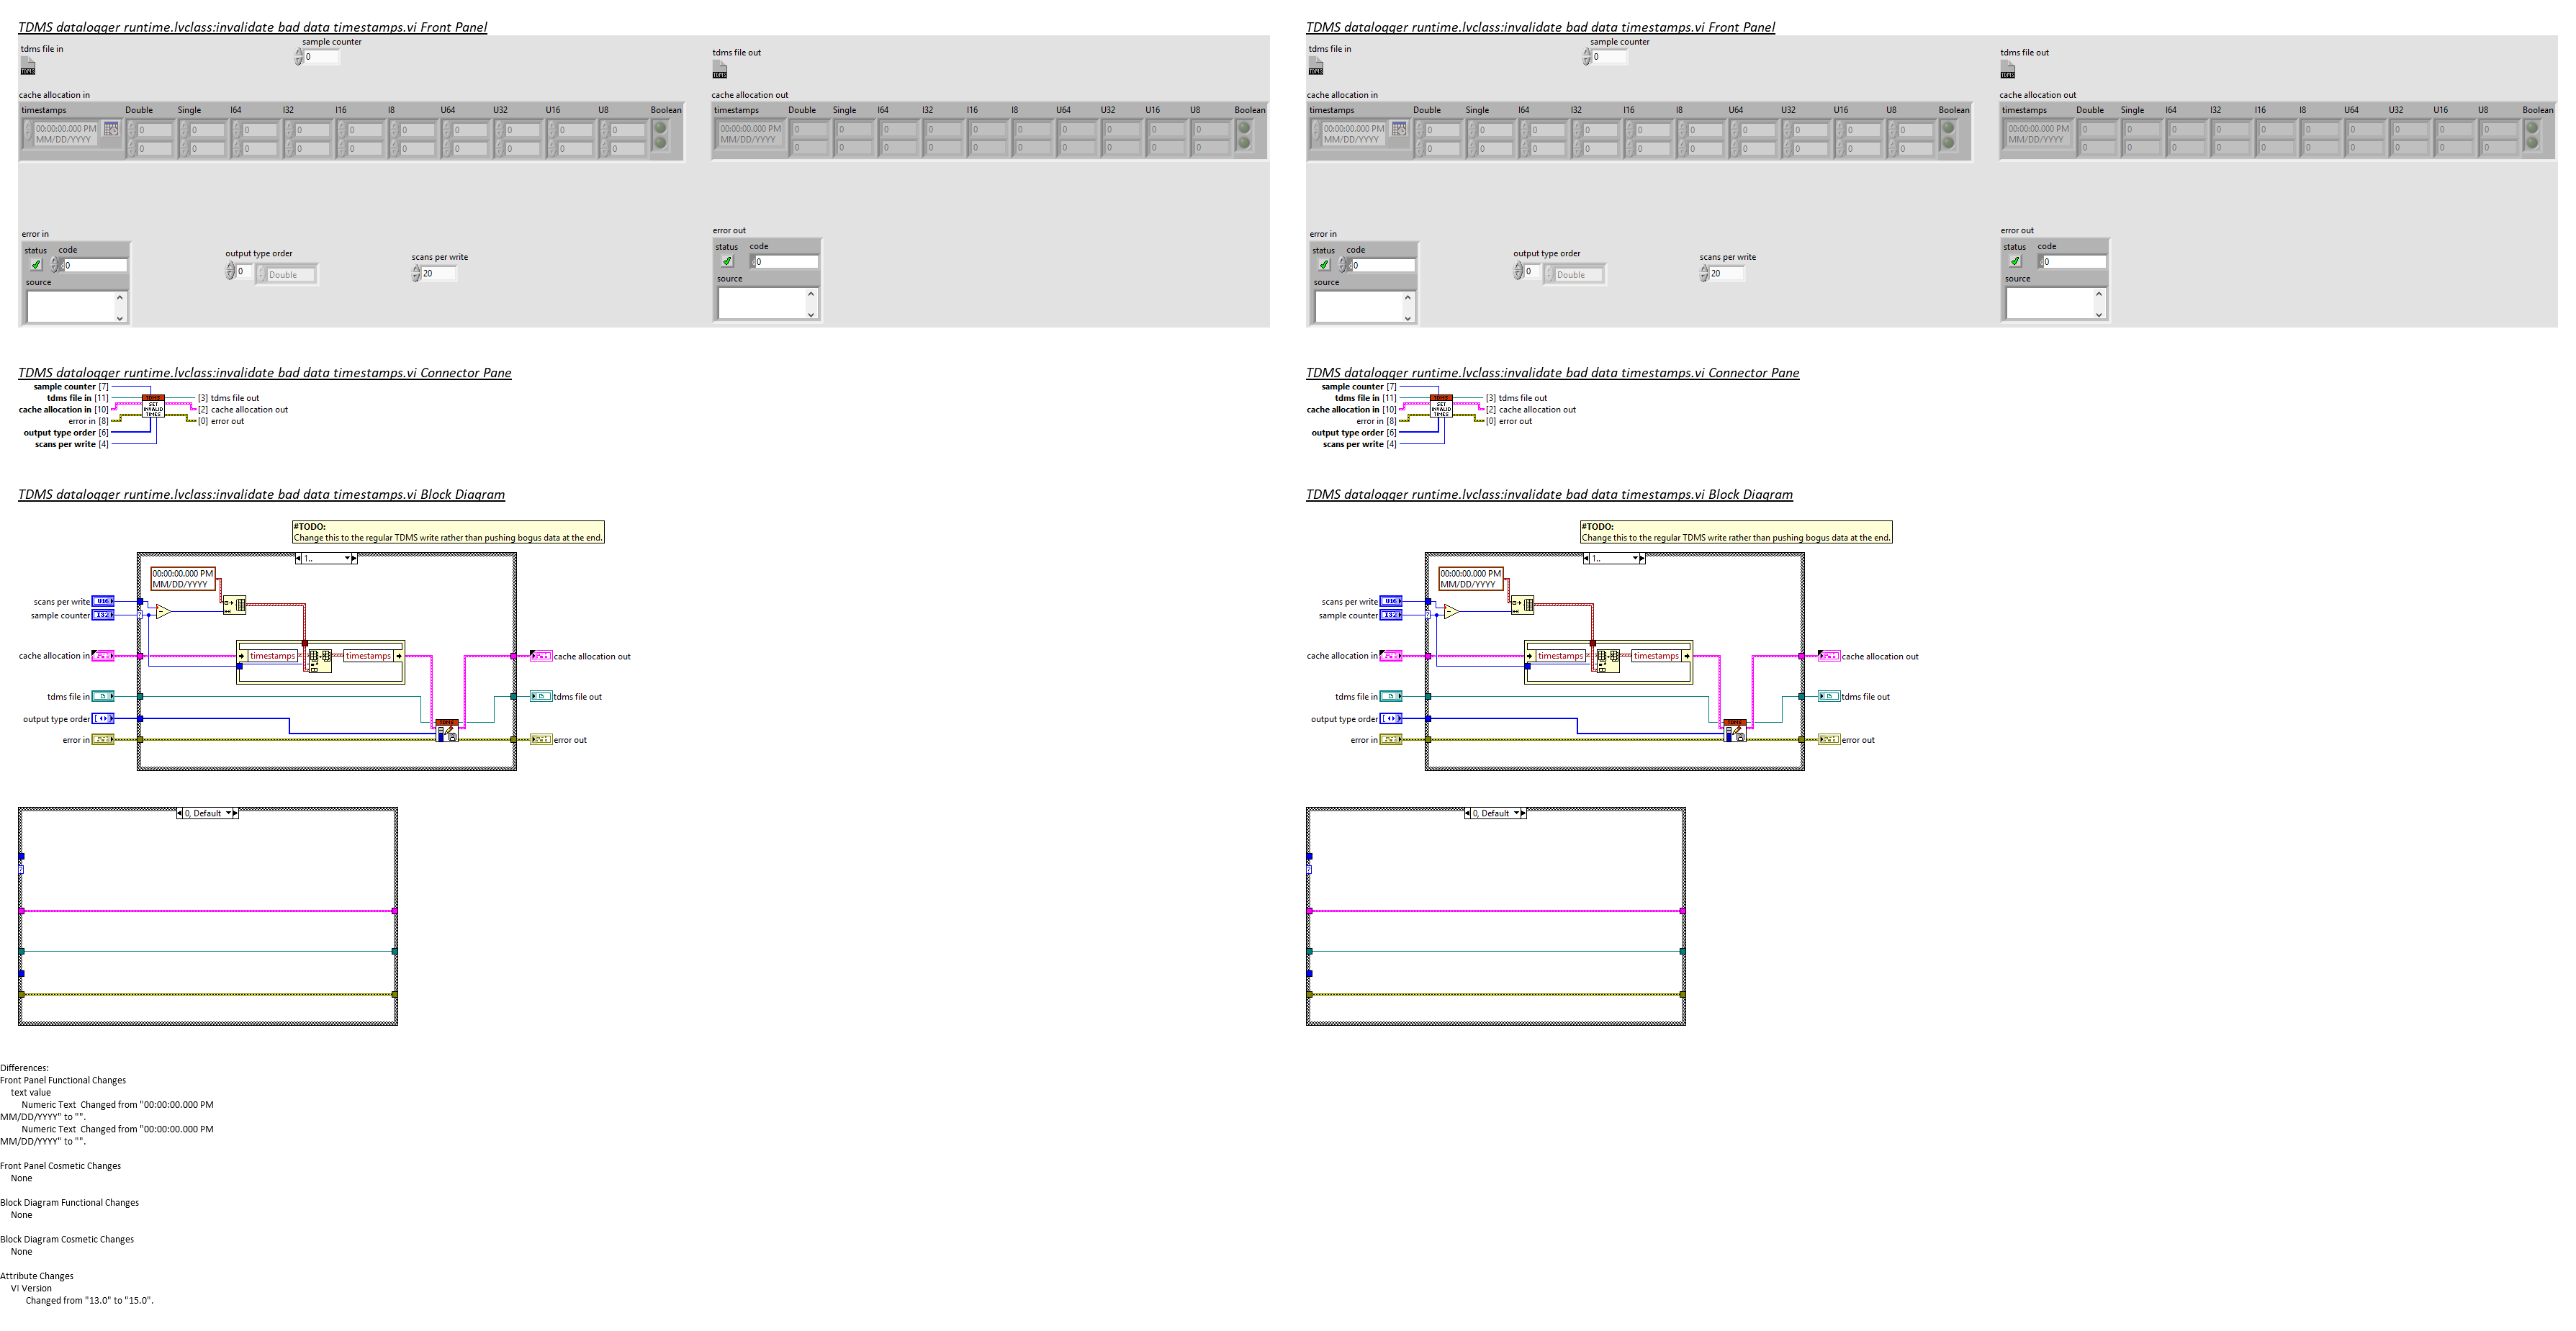 TDMS datalogger runtime.lvclass:invalidate bad data timestamps.vi Front Panel
tdms file in
sample counter
0
tdms file out
TDMS
TDMS
cache allocation in
cache allocation out
timestamps Double Single I64 I32 I16 I8 U64 U32 U16 U8 Boolean
timestamps Double Single I64 I32 I16 I8 U64 U32 U16 U8 Boolean
00:00:00.000 PM 0 0 0 0 0 0 0 0 0 0
MM/DD/YYYY 0 0 0 0 0 0 0 0 0 0
00:00:00.000 PM 0 0 0 0 0 0 0 0 0 0
MM/DD/YYYY 0 0 0 0 0 0 0 0 0 0
error in
status code
0
source
output type order
0 Double
scans per write
20
error out
status code
0
source
TDMS datalogger runtime.lvclass:invalidate bad data timestamps.vi Connector Pane
sample counter [7]
tdms file in [11]
cache allocation in [10]
error in [8]
output type order [6]
scans per write [4]
TDMS
SET
INVALID
TIMES
[3] tdms file out
[2] cache allocation out
[0] error out
TDMS datalogger runtime.lvclass:invalidate bad data timestamps.vi Block Diagram
#TODO:
Change this to the regular TDMS write rather than pushing bogus data at the end.
1..
00:00:00.000 PM
MM/DD/YYYY
scans per write U16
sample counter I32
cache allocation in
timestamps timestamps
cache allocation out
tdms file in
tdms file out
output type order
TDMS
error in
error out
0, Default
TDMS datalogger runtime.lvclass:invalidate bad data timestamps.vi Front Panel
tdms file in
sample counter
0
tdms file out
TDMS
TDMS
cache allocation in
cache allocation out
timestamps Double Single I64 I32 I16 I8 U64 U32 U16 U8 Boolean
timestamps Double Single I64 I32 I16 I8 U64 U32 U16 U8 Boolean
00:00:00.000 PM 0 0 0 0 0 0 0 0 0 0
MM/DD/YYYY 0 0 0 0 0 0 0 0 0 0
00:00:00.000 PM 0 0 0 0 0 0 0 0 0 0
MM/DD/YYYY 0 0 0 0 0 0 0 0 0 0
error in
status code
0
source
output type order
0 Double
scans per write
20
error out
status code
0
source
TDMS datalogger runtime.lvclass:invalidate bad data timestamps.vi Connector Pane
sample counter [7]
tdms file in [11]
cache allocation in [10]
error in [8]
output type order [6]
scans per write [4]
TDMS
SET
INVALID
TIMES
[3] tdms file out
[2] cache allocation out
[0] error out
TDMS datalogger runtime.lvclass:invalidate bad data timestamps.vi Block Diagram
#TODO:
Change this to the regular TDMS write rather than pushing bogus data at the end.
1..
00:00:00.000 PM
MM/DD/YYYY
scans per write U16
sample counter I32
cache allocation in
timestamps timestamps
cache allocation out
tdms file in
tdms file out
output type order
TDMS
error in
error out
0, Default
Differences:
Front Panel Functional Changes
text value
Numeric Text  Changed from "00:00:00.000 PM
MM/DD/YYYY" to "".
Numeric Text  Changed from "00:00:00.000 PM
MM/DD/YYYY" to "".
Front Panel Cosmetic Changes
None
Block Diagram Functional Changes
None
Block Diagram Cosmetic Changes
None
Attribute Changes
VI Version
Changed from "13.0" to "15.0".